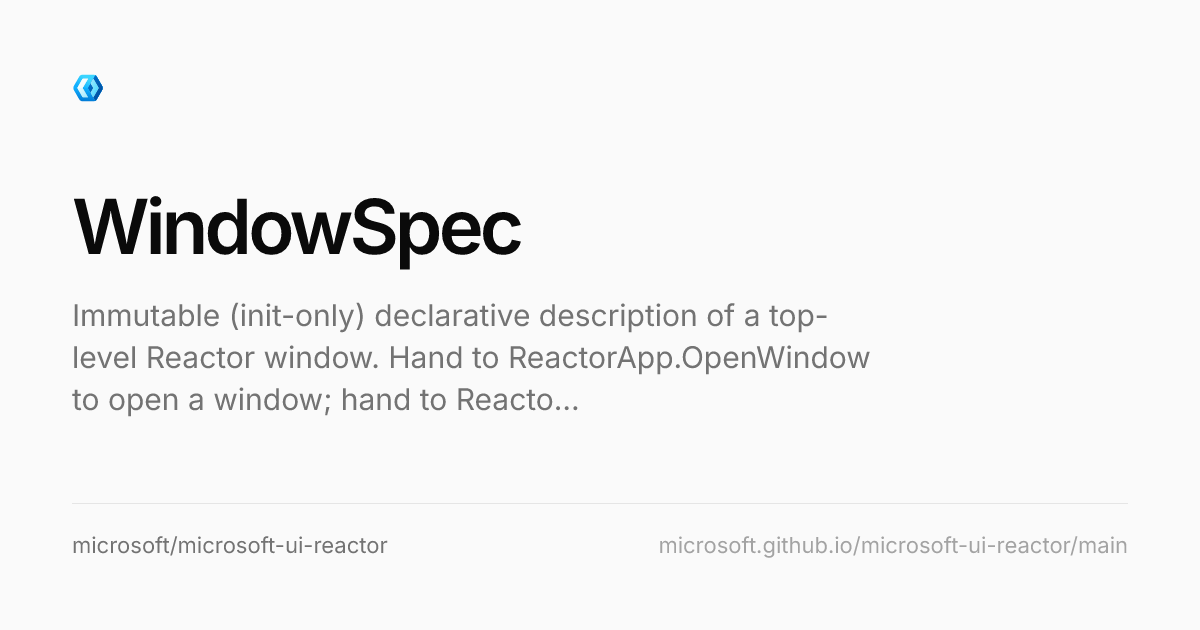 WindowSpec
Immutable (init-only) declarative description of a top-
level Reactor window. Hand to ReactorApp.OpenWindow
to open a window; hand to Reacto...
microsoft/microsoft-ui-reactor
microsoft.github.io/microsoft-ui-reactor/main